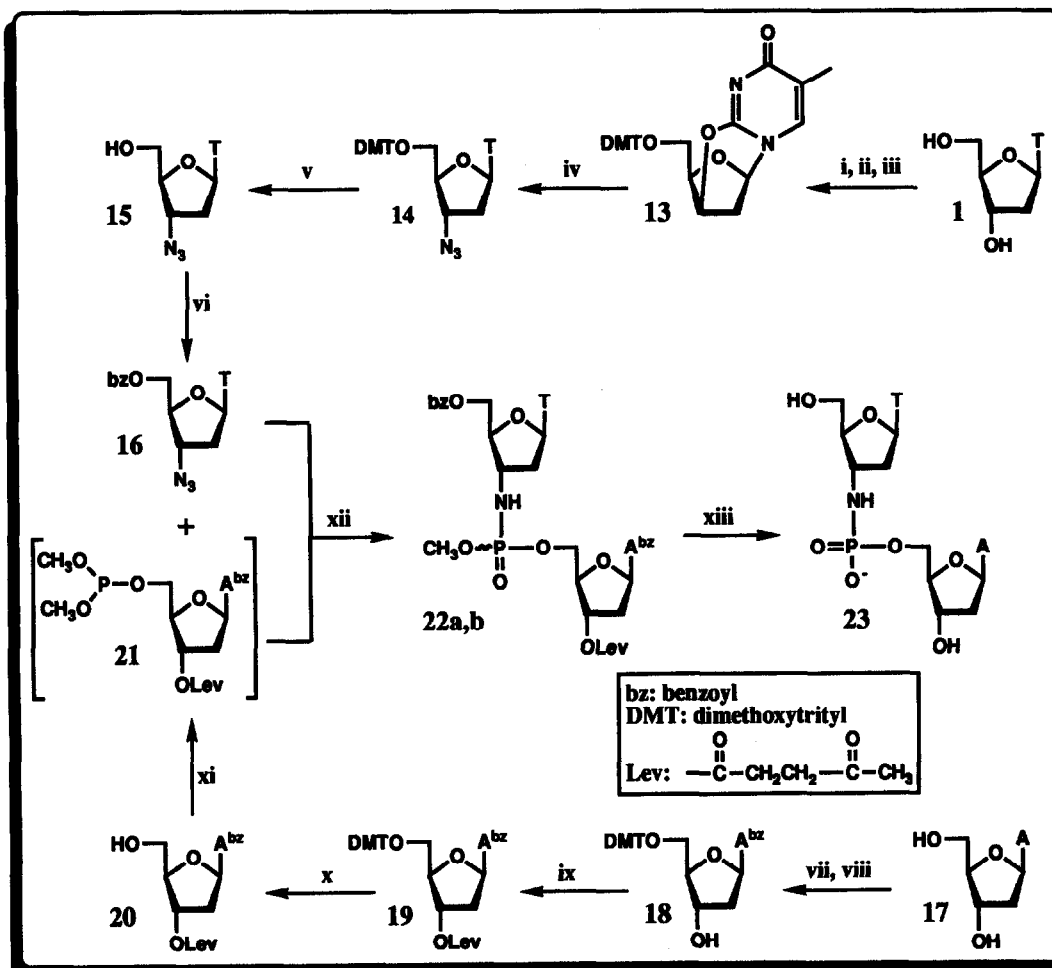 O
N
O
N
HO
O
T
N₃
15
v
DMTO
O
T
N₃
14
iv
DMTO
O
13
i, ii, iii
HO
O
T
OH
1
vi
bzO
O
T
N₃
16
+
CH₃O
CH₃O
P
O
O
Aᵇᶻ
OLev
21
xii
bzO
O
T
NH
CH₃O
P
O
O
O
Aᵇᶻ
OLev
22a,b
xiii
HO
O
T
NH
O
P
O
O⁻
O
A
OH
23
bz: benzoyl
DMT: dimethoxytrityl
O O
Lev: —C—CH₂CH₂—C—CH₃
xi
HO
O
Aᵇᶻ
OLev
20
x
DMTO
O
Aᵇᶻ
OLev
19
ix
DMTO
O
Aᵇᶻ
OH
18
vii, viii
HO
O
A
OH
17